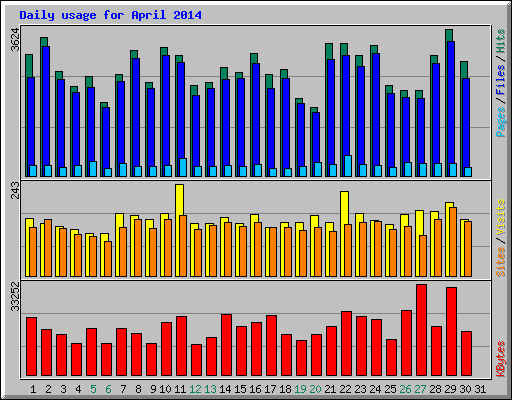 Daily usage for April 2014
3624
Pages / Files / Hits
243
Sites / Visits
33252
KBytes
1 2 3 4 5 6 7 8 9 10 11 12 13 14 15 16 17 18 19 20 21 22 23 24 25 26 27 28 29 30 31